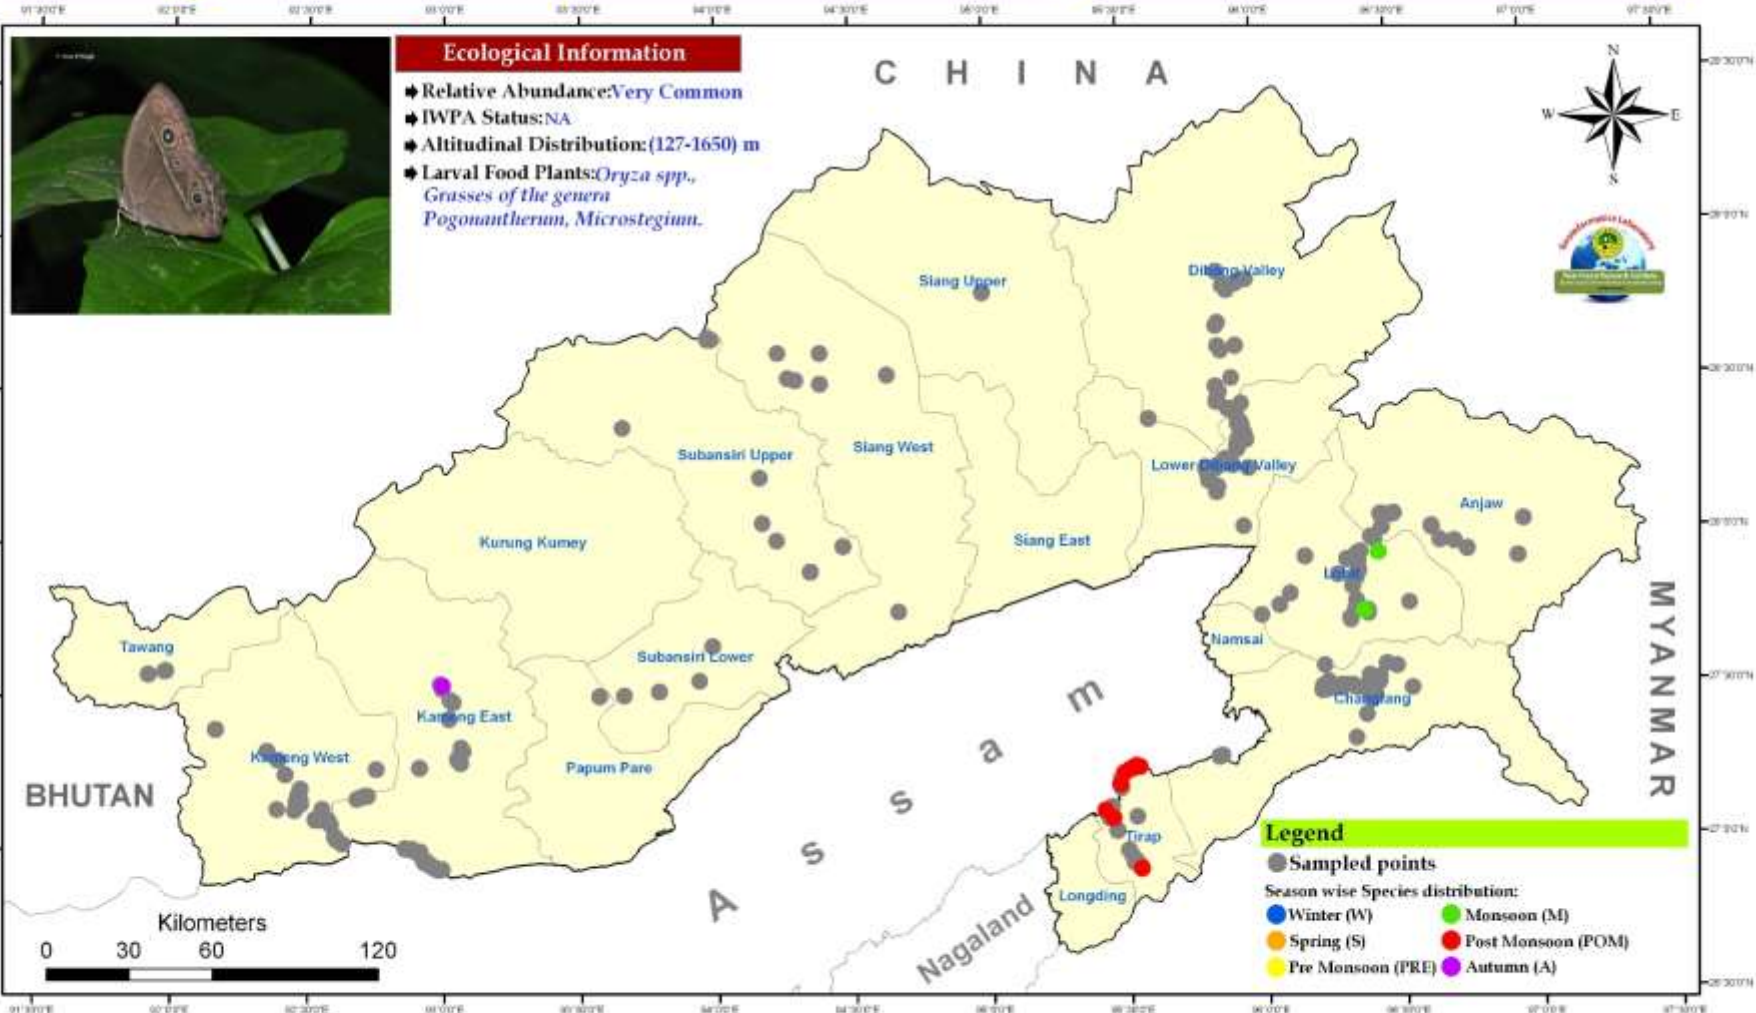 Ecological Information
Relative Abundance:Very Common
IWPA Status:NA
Altitudinal Distribution:(127-1650) m
Larval Food Plants:Oryza spp.,
Grasses of the genera
Pogonantherum, Microstegium.
C H I N A
N
W E
S
Geoinformatics Laboratory
Siang Upper
Dibang Valley
Subansiri Upper
Siang West
Lower Dibang Valley
Anjaw
Kurung Kumey
Siang East
Lohit
Namsai
Tawang
Subansiri Lower
Changlang
Kameng East
Kameng West
Papum Pare
BHUTAN
MYANMAR
A s s a m
Tirap
Longding
Nagaland
Kilometers
0 30 60 120
Legend
Sampled points
Season wise Species distribution:
Winter (W)
Monsoon (M)
Spring (S)
Post Monsoon (POM)
Pre Monsoon (PRE)
Autumn (A)